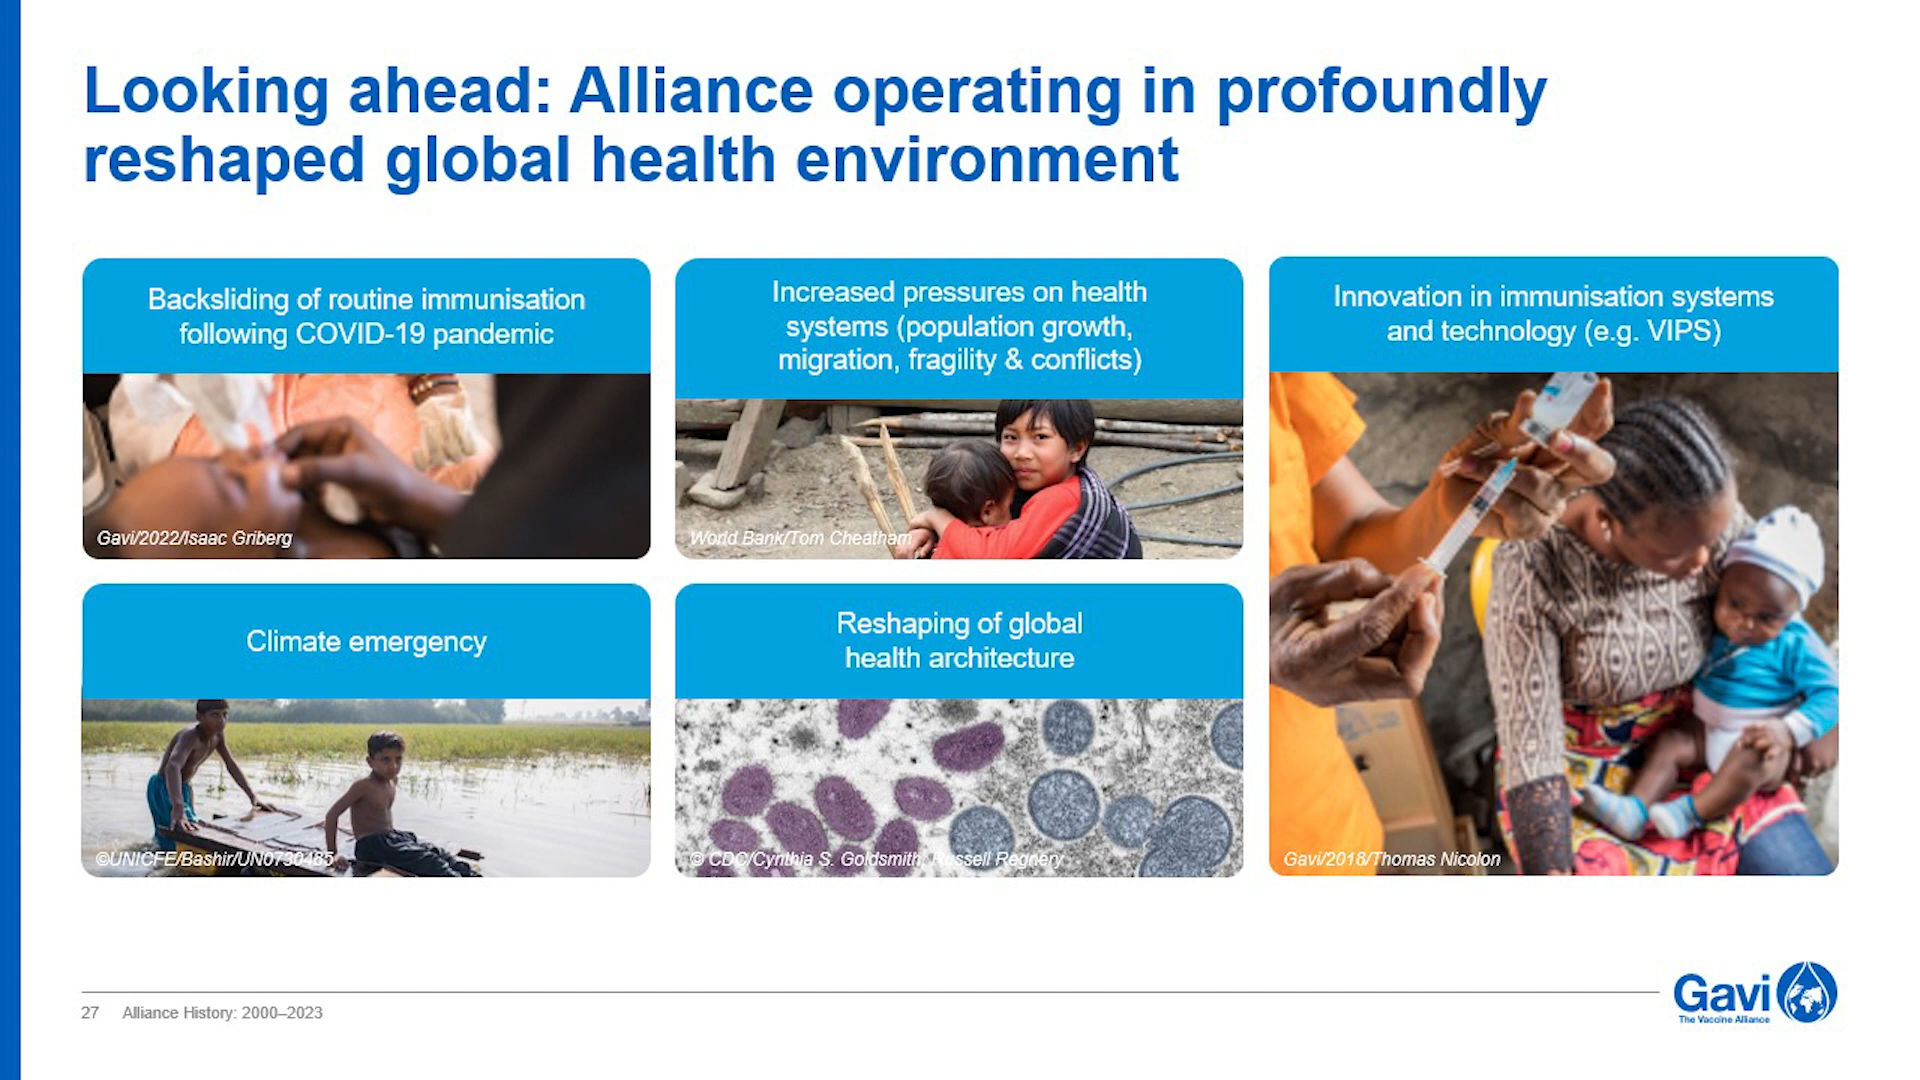 Looking ahead: Alliance operating in profoundly
reshaped global health environment
Backsliding of routine immunisation
following COVID-19 pandemic
Gavi/2022/Isaac Griberg
Increased pressures on health
systems (population growth,
migration, fragility & conflicts)
World Bank/Tom Cheatham
Innovation in immunisation systems
and technology (e.g. VIPS)
Gavi/2018/Thomas Nicolon
Climate emergency
©UNICFE/Bashir/UN0730485
Reshaping of global
health architecture
© CDC/Cynthia S. Goldsmith, Russell Regnery
27 Alliance History: 2000–2023
Gavi
The Vaccine Alliance